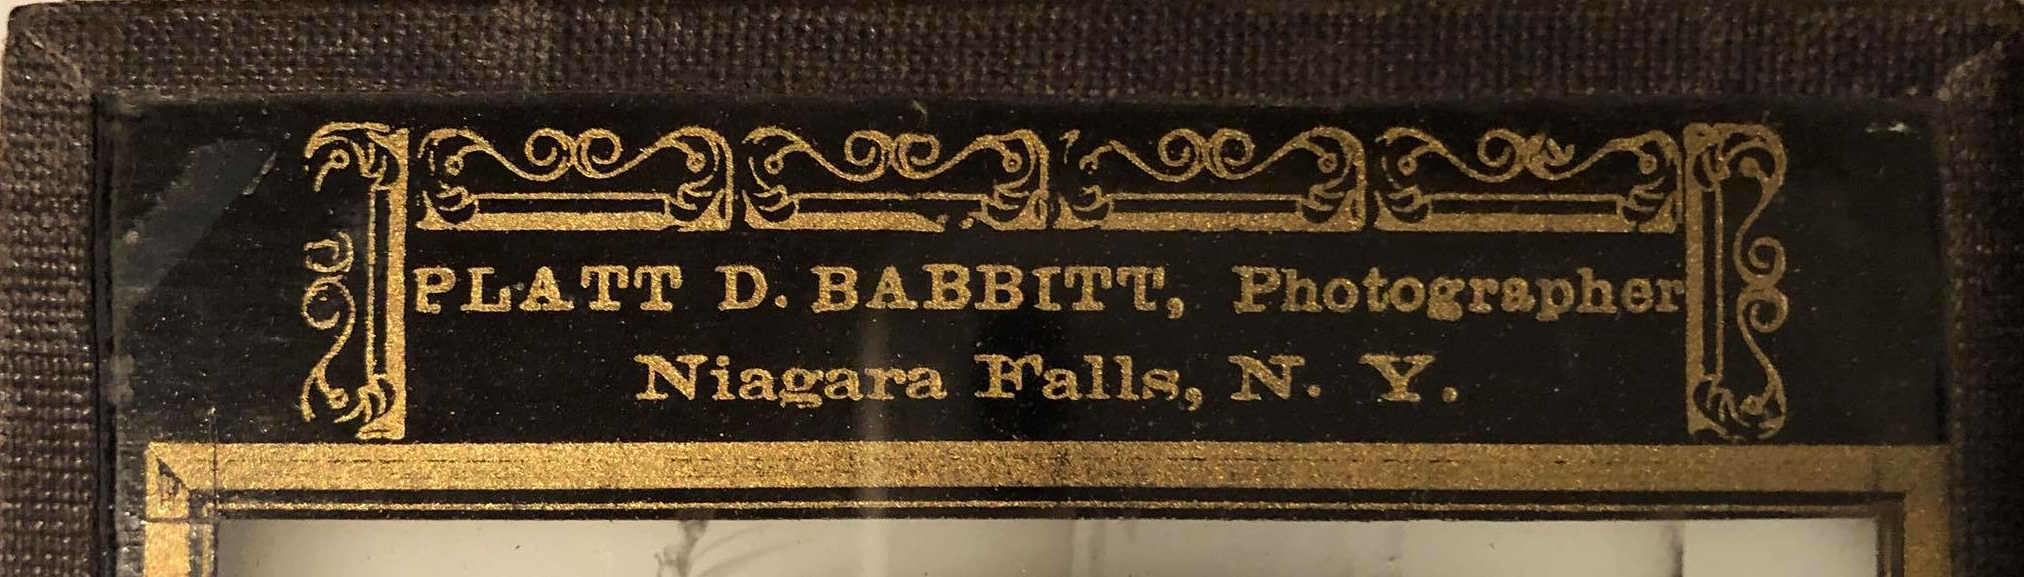 PLATT D. BABBITT, Photographer
Niagara Falls, N. Y.